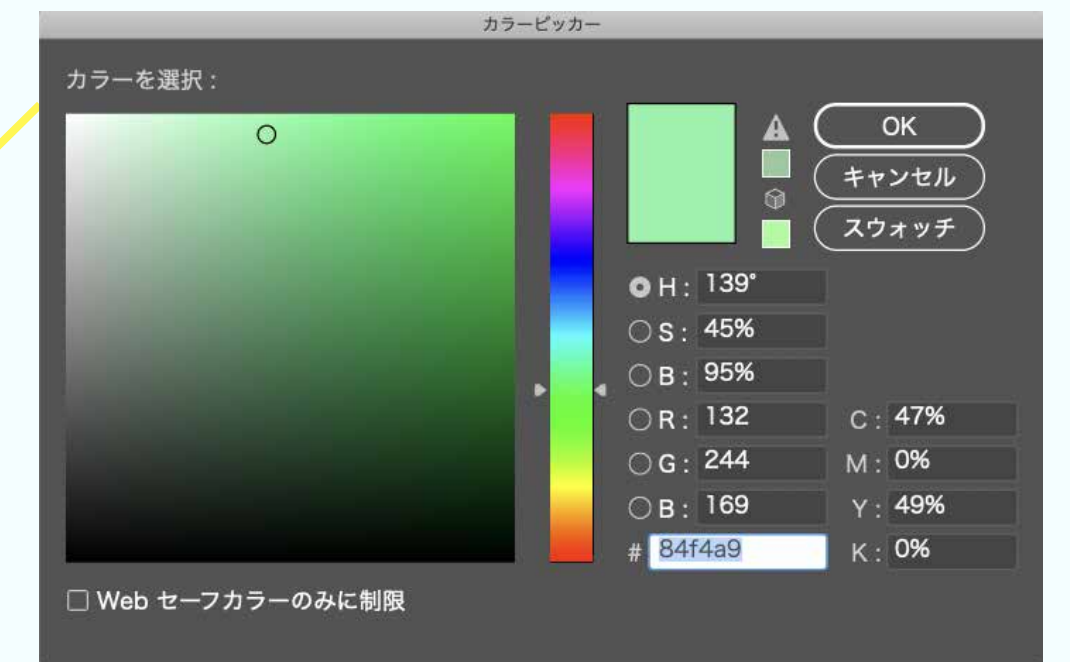 カラーピッカー
カラーを選択 :
OK
キャンセル
スウォッチ
H : 139°
S : 45%
B : 95%
R : 132
C : 47%
G : 244
M : 0%
B : 169
Y : 49%
# 84f4a9
K : 0%
Web セーフカラーのみに制限